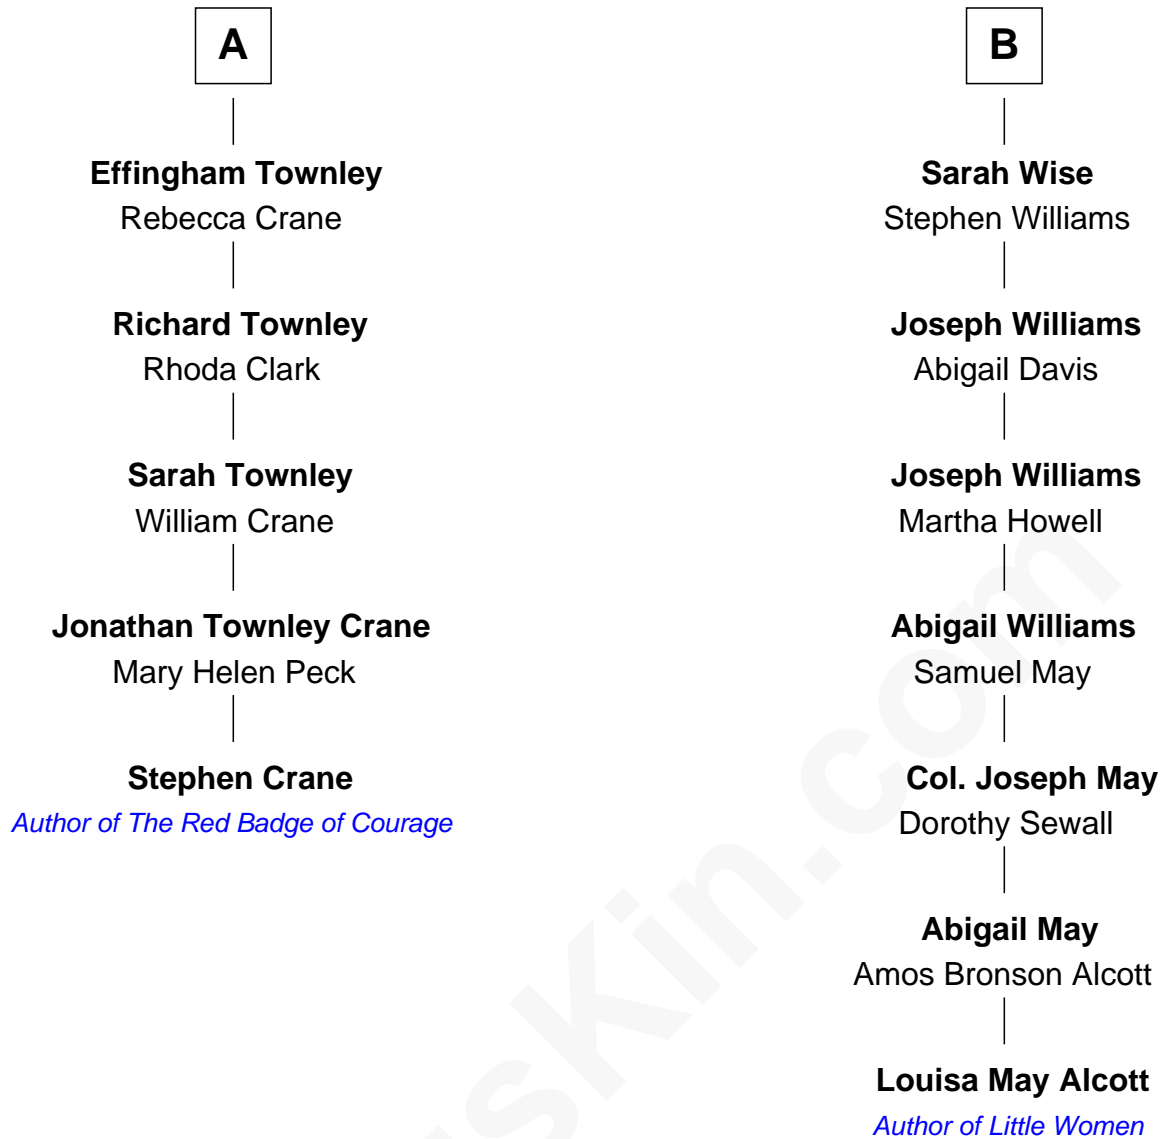 A
Effingham Townley
Rebecca Crane
Richard Townley
Rhoda Clark
Sarah Townley
William Crane
Jonathan Townley Crane
Mary Helen Peck
Stephen Crane
Author of The Red Badge of Courage
B
Sarah Wise
Stephen Williams
Joseph Williams
Abigail Davis
Joseph Williams
Martha Howell
Abigail Williams
Samuel May
Col. Joseph May
Dorothy Sewall
Abigail May
Amos Bronson Alcott
Louisa May Alcott
Author of Little Women
sKin.com